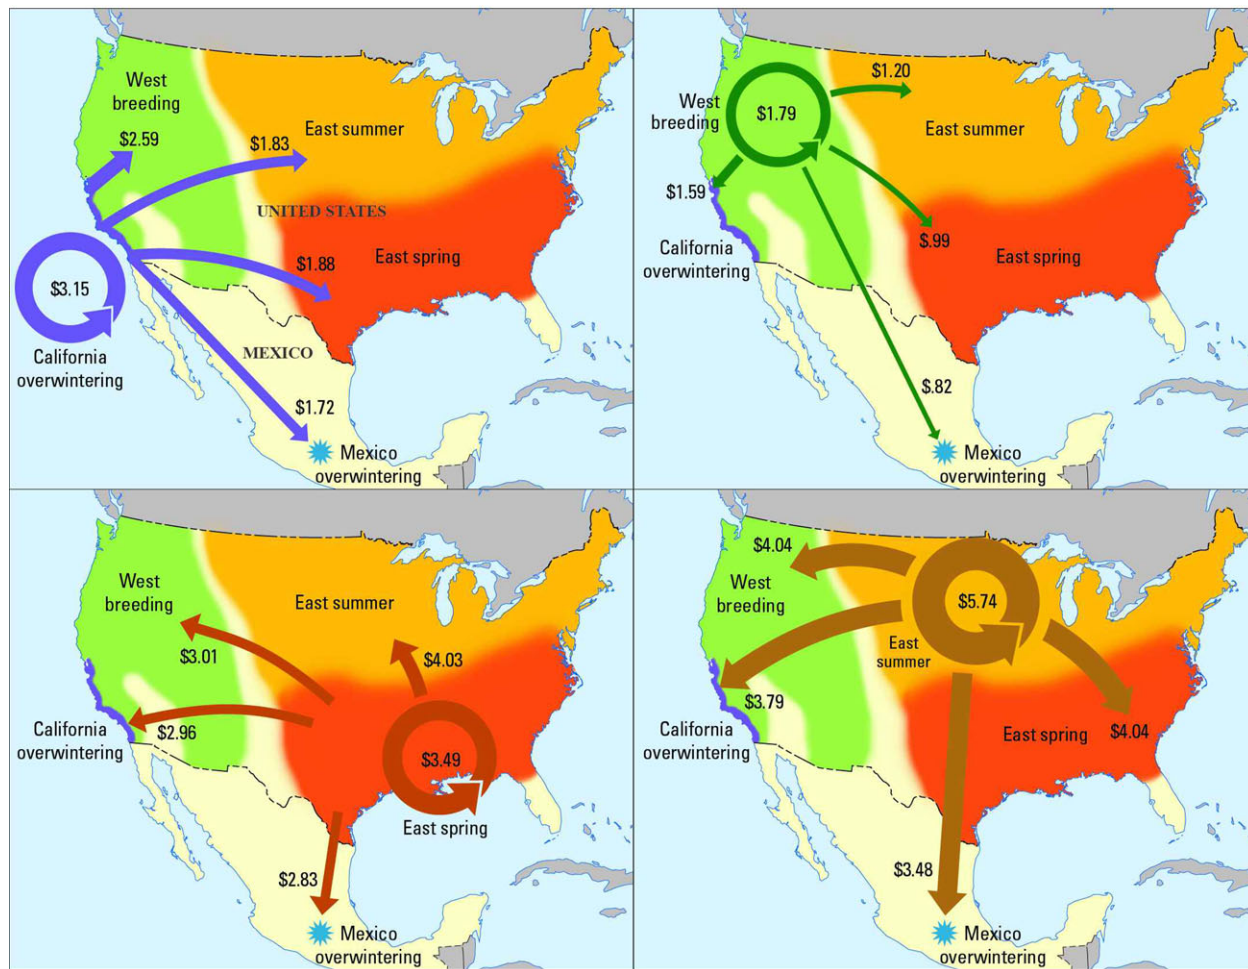 West
breeding
$2.59
$1.83
East summer
UNITED STATES
$3.15
$1.88
East spring
California
overwintering
MEXICO
$1.72
Mexico
overwintering
$1.20
West
breeding
$1.79
East summer
$1.59
$.99
East spring
California
overwintering
$.82
Mexico
overwintering
West
breeding
East summer
$3.01
$4.03
California
overwintering
$2.96
$3.49
East spring
$2.83
Mexico
overwintering
$4.04
West
breeding
$5.74
East
summer
$3.79
California
overwintering
East spring
$4.04
$3.48
Mexico
overwintering